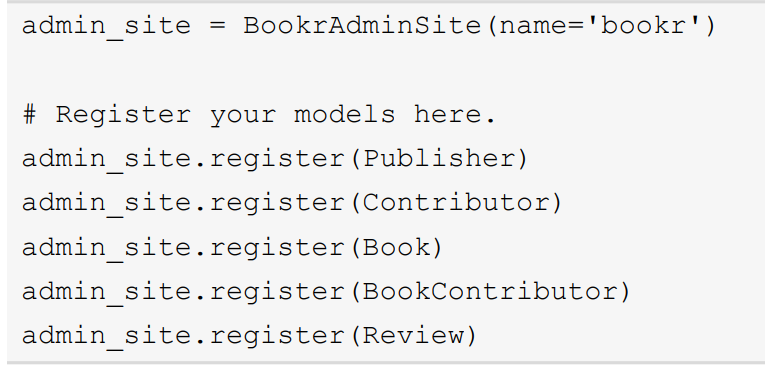 admin_site = BookrAdminSite(name='bookr')
# Register your models here.
admin_site.register(Publisher)
admin_site.register(Contributor)
admin_site.register(Book)
admin_site.register(BookContributor)
admin_site.register(Review)